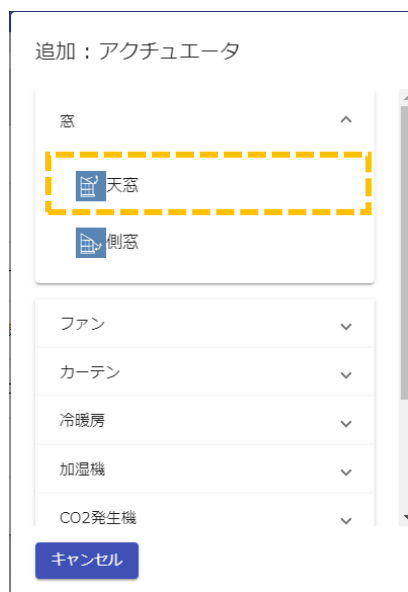 追加：アクチュエータ
窓
天窓
側窓
ファン
カーテン
冷暖房
加湿機
CO2発生機
キャンセル